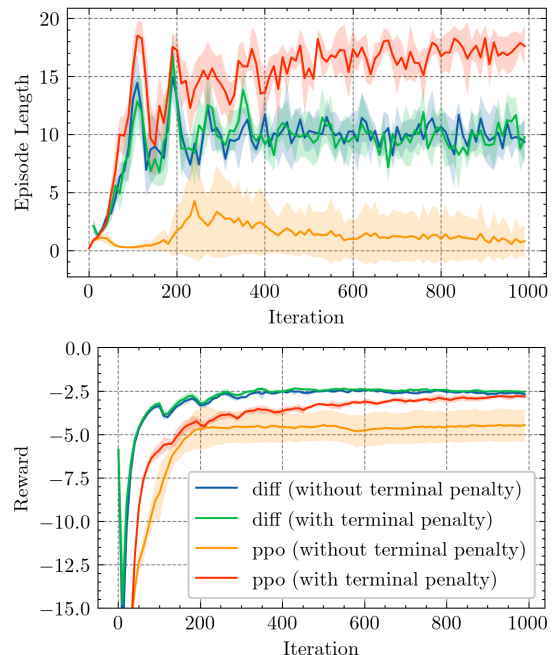 Episode Length
20
15
10
5
0
0 200 400 600 800 1000
Iteration
Reward
0.0
−2.5
−5.0
−7.5
−10.0
−12.5
−15.0
diff (without terminal penalty)
diff (with terminal penalty)
ppo (without terminal penalty)
ppo (with terminal penalty)
0 200 400 600 800 1000
Iteration